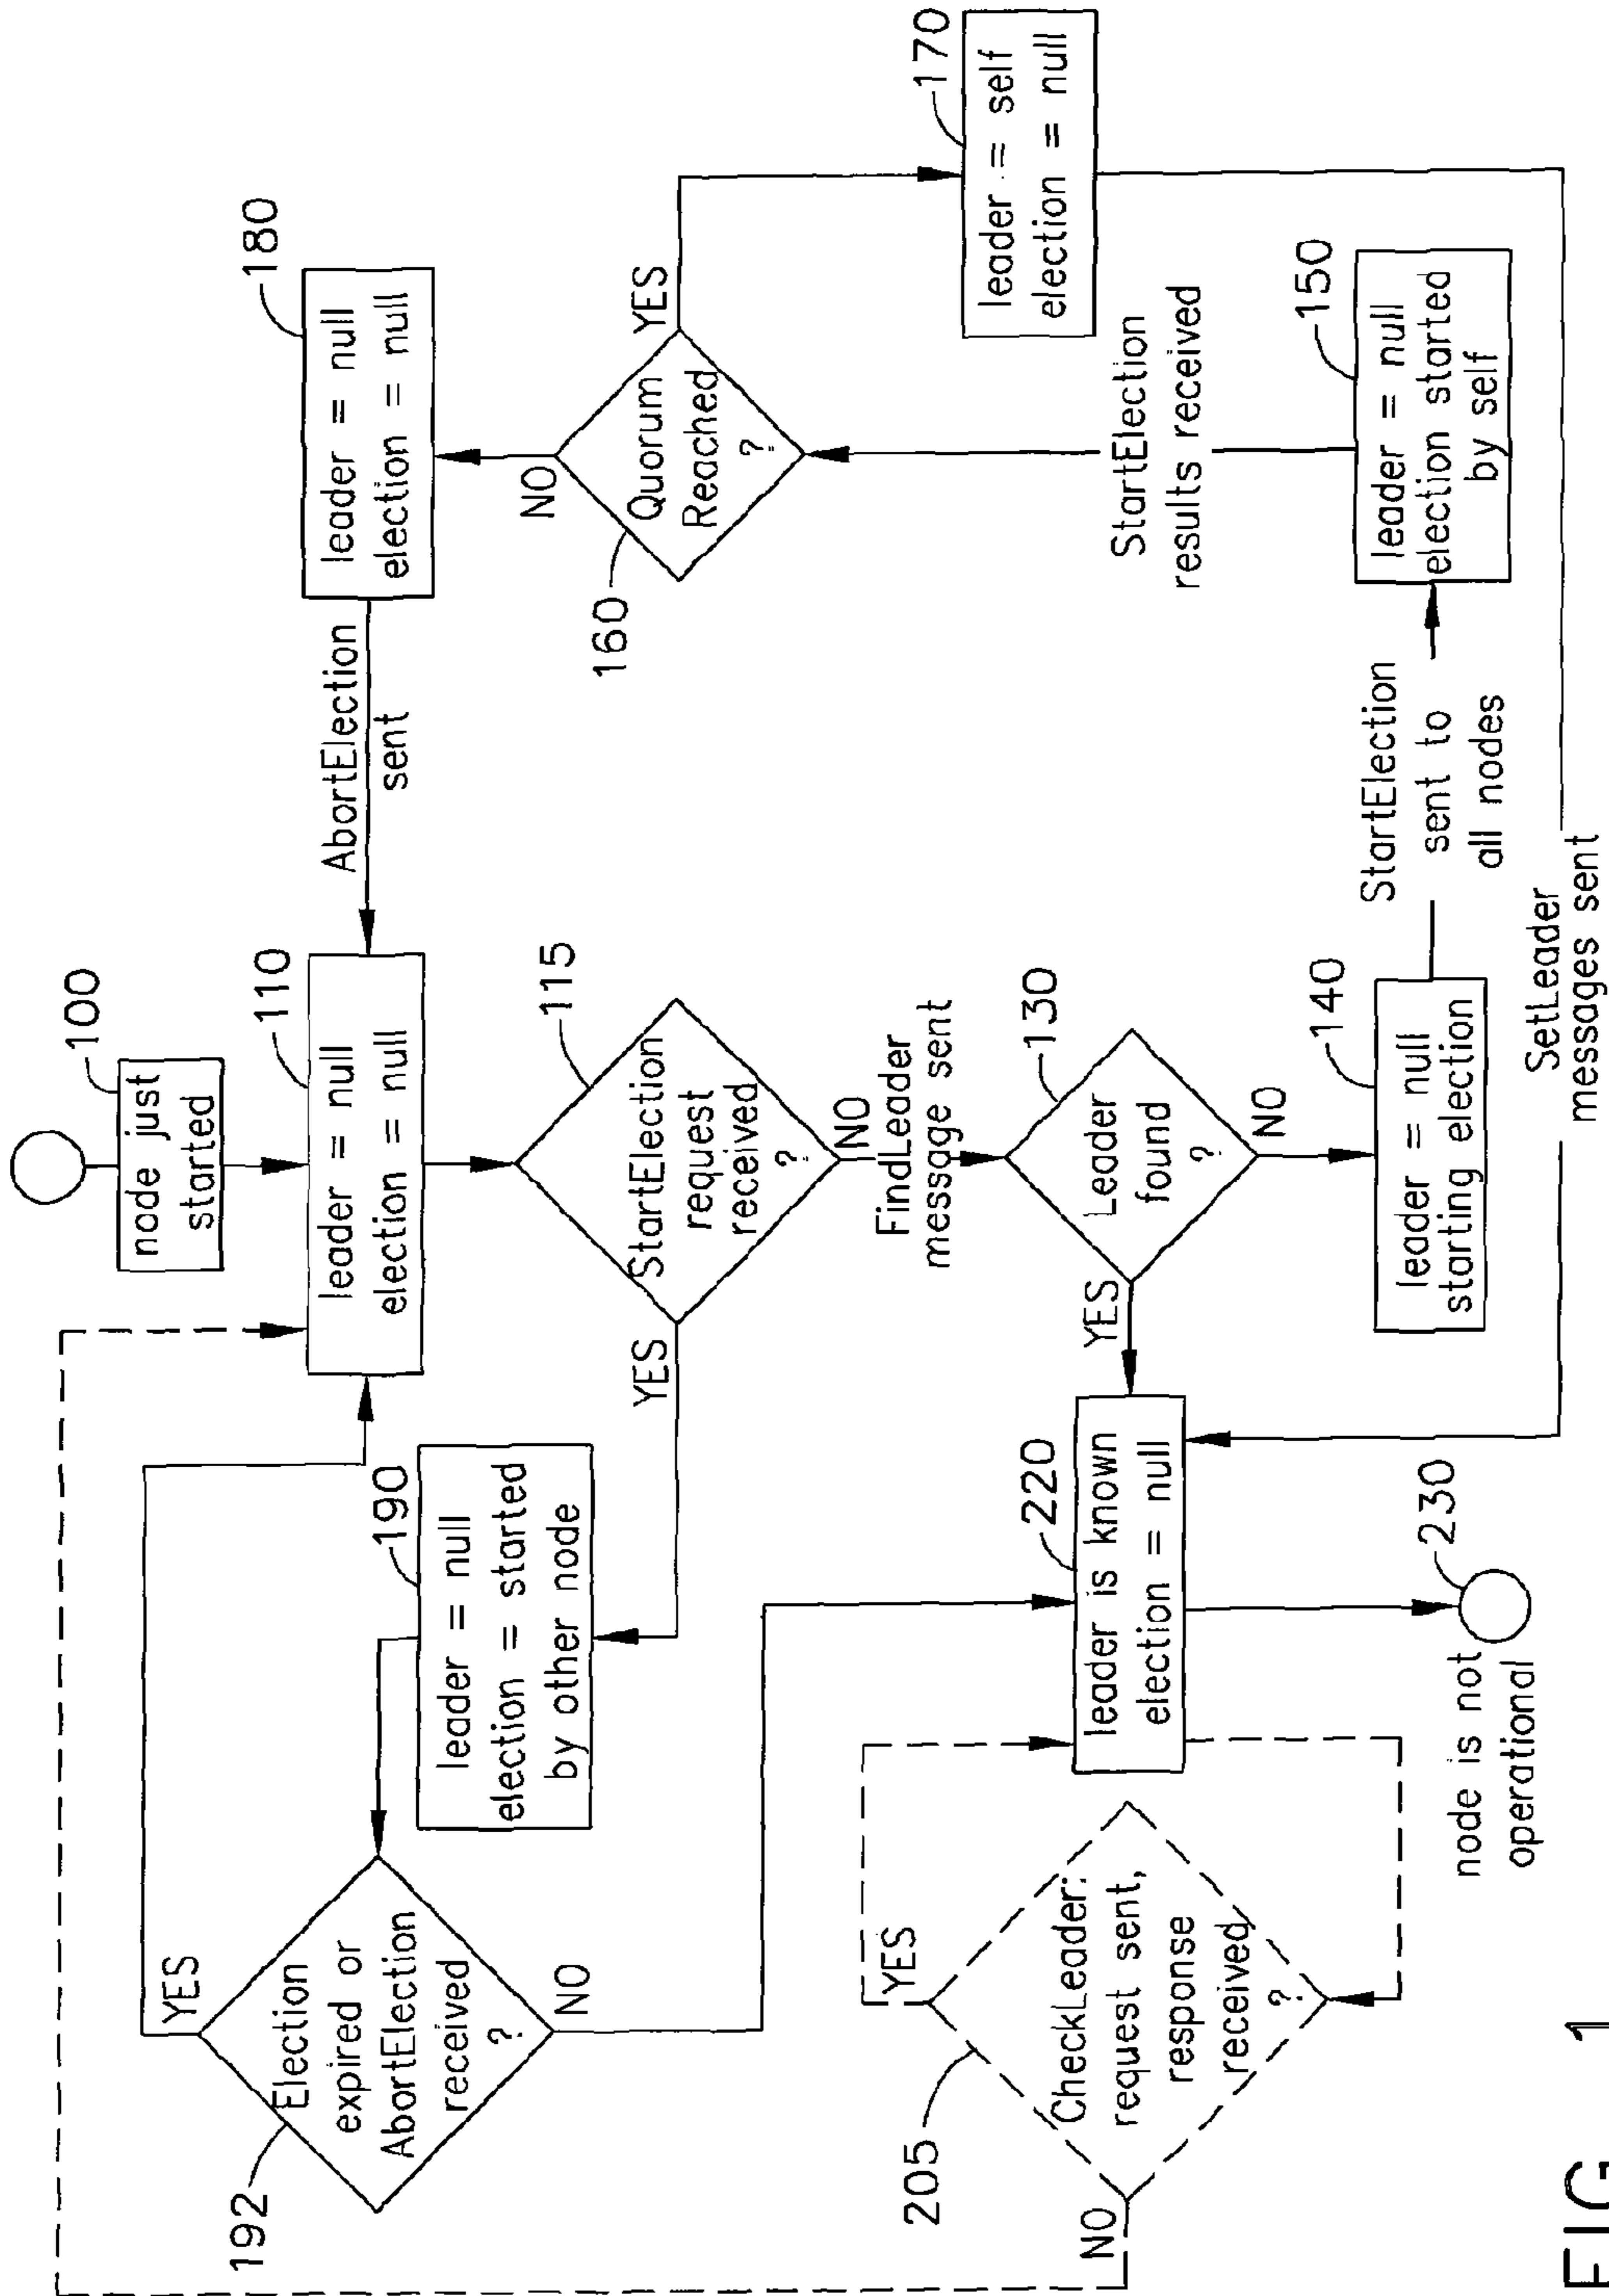 100
node just
started
110
leader = null
election = null
115
StartElection
request
received
?
YES
NO
FindLeader
message sent
130
Leader
found
?
YES
NO
140
leader = null
starting election
StartElection
sent to
all nodes
150
leader = null
election started
by self
StartElection
results received
160
Quorum
Reached
?
YES
NO
170
leader = self
election = null
SetLeader
messages sent
180
leader = null
election = null
AbortElection
sent
190
leader = null
election = started
by other node
192
Election
expired or
AbortElection
received
?
YES
NO
205
CheckLeader:
request sent,
response
received
?
YES
NO
220
leader is known
election = null
230
node is not
operational
FIG. 1